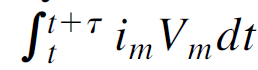 ∫_t^{t+τ} i_m V_m dt